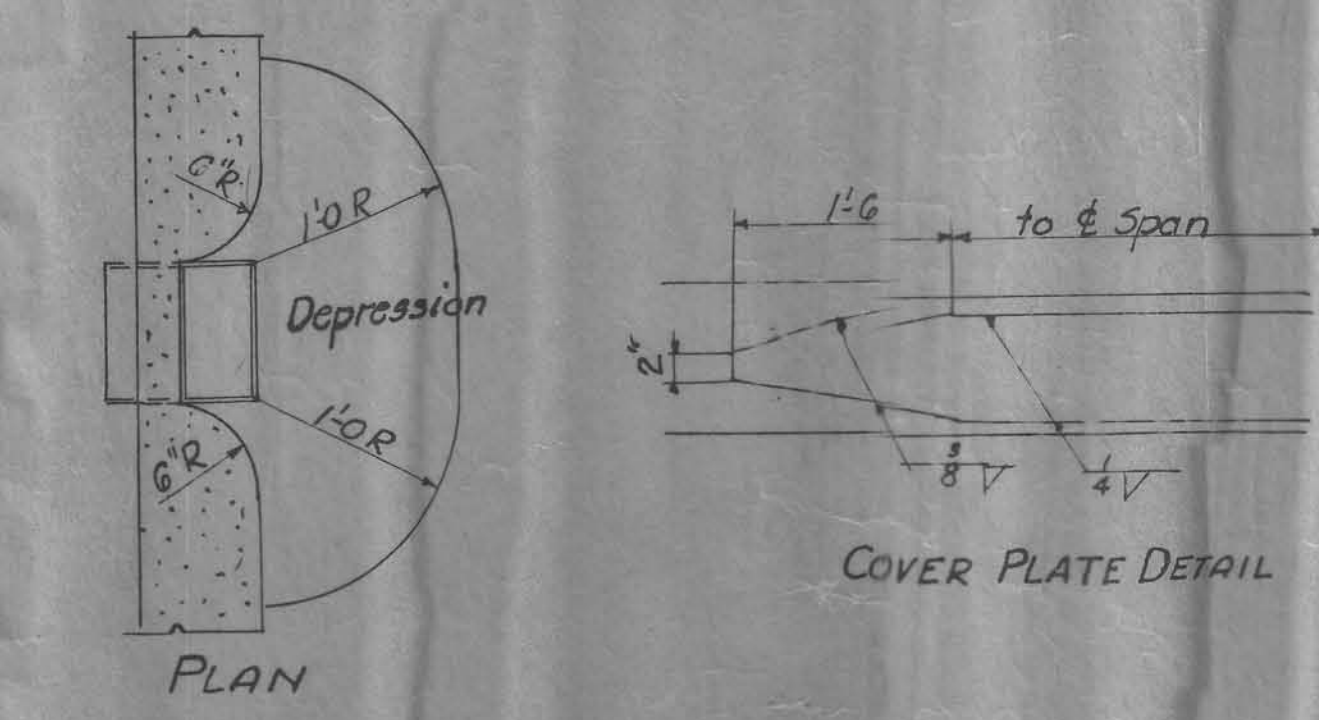 6"R
1'-0 R
Depression
1'-0 R
6"R
PLAN
1'-6
to ℄ Span
2"
3/8
1/4
COVER PLATE DETAIL